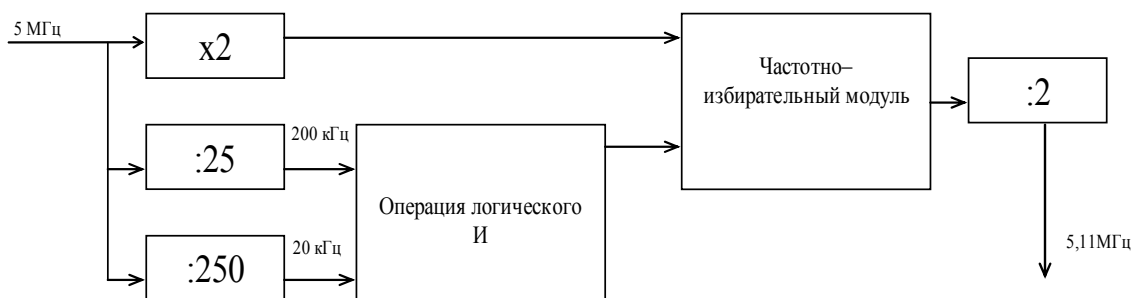 5 МГц
x2
Частотно–
избирательный модуль
:2
:25
200 кГц
Операция логического
И
:250
20 кГц
5,11МГц